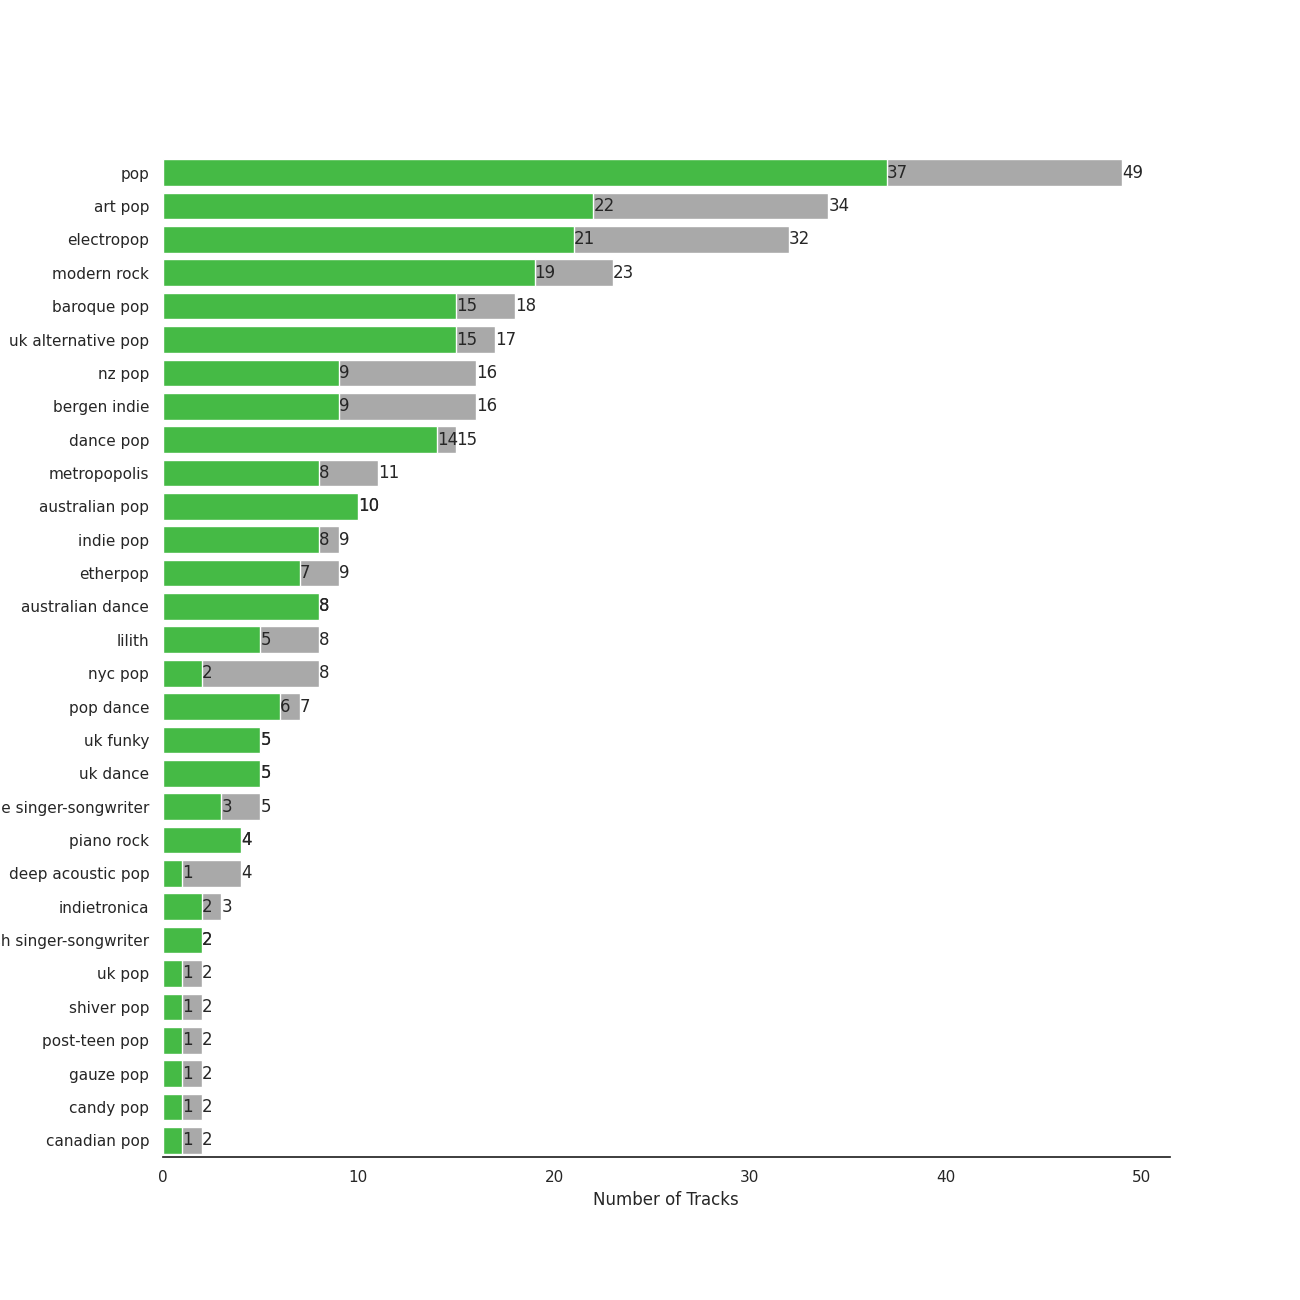 pop 37 49
art pop 22 34
electropop 21 32
modern rock 19 23
baroque pop 15 18
uk alternative pop 15 17
nz pop 9 16
bergen indie 9 16
dance pop 14 15
metropopolis 8 11
australian pop 10
indie pop 8 9
etherpop 7 9
australian dance 8
lilith 5 8
nyc pop 2 8
pop dance 6 7
uk funky 5
uk dance 5
e singer-songwriter 3 5
piano rock 4
deep acoustic pop 1 4
indietronica 2 3
h singer-songwriter 2
uk pop 1 2
shiver pop 1 2
post-teen pop 1 2
gauze pop 1 2
candy pop 1 2
canadian pop 1 2
0 10 20 30 40 50
Number of Tracks